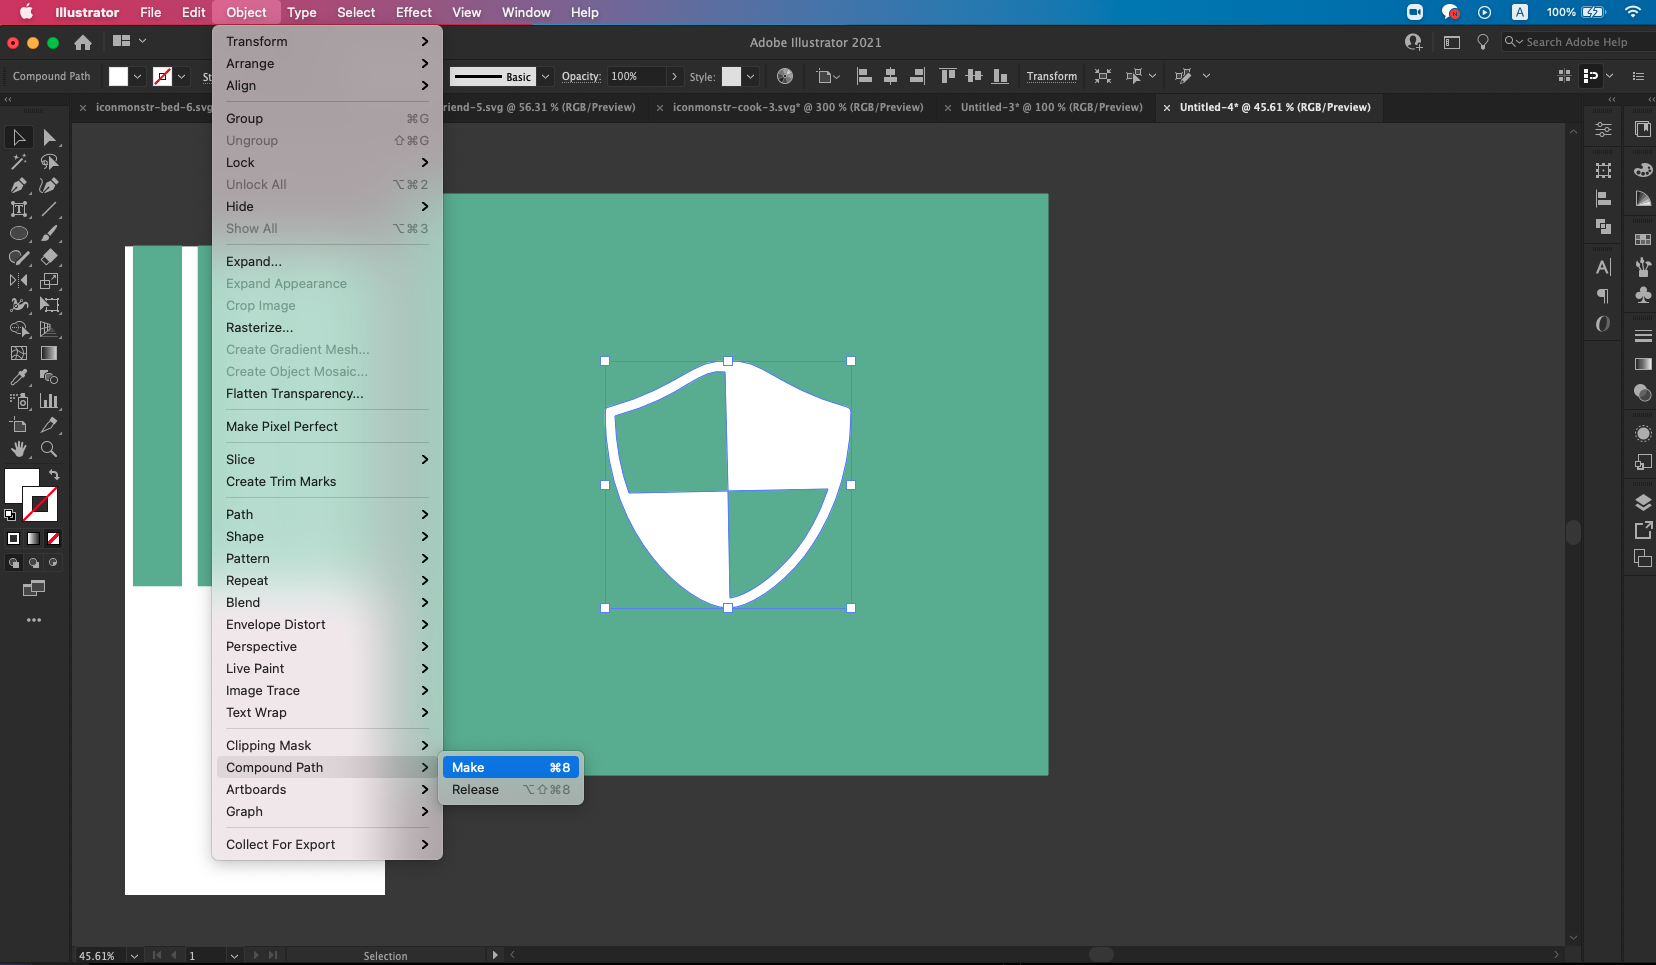 Illustrator File Edit Object Type Select Effect View Window Help
A 100%
Adobe Illustrator 2021
Search Adobe Help
Compound Path
St
Basic
Opacity: 100%
Style:
Transform
iconmonstr-bed-6.svg
riend-5.svg @ 56.31 % (RGB/Preview)
iconmonstr-cook-3.svg* @ 300 % (RGB/Preview)
Untitled-3* @ 100 % (RGB/Preview)
Untitled-4* @ 45.61 % (RGB/Preview)
Transform
Arrange
Align
Group ⌘G
Ungroup ⇧⌘G
Lock
Unlock All ⌥⌘2
Hide
Show All ⌥⌘3
Expand...
Expand Appearance
Crop Image
Rasterize...
Create Gradient Mesh...
Create Object Mosaic...
Flatten Transparency...
Make Pixel Perfect
Slice
Create Trim Marks
Path
Shape
Pattern
Repeat
Blend
Envelope Distort
Perspective
Live Paint
Image Trace
Text Wrap
Clipping Mask
Compound Path
Make ⌘8
Release ⌥⇧⌘8
Artboards
Graph
Collect For Export
45.61%
1
Selection